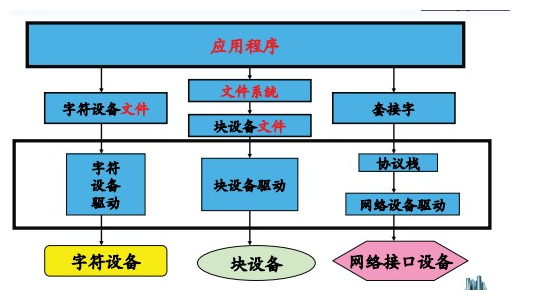 应用程序
字符设备文件
文件系统
块设备文件
套接字
字符
设备
驱动
块设备驱动
协议栈
网络设备驱动
字符设备
块设备
网络接口设备